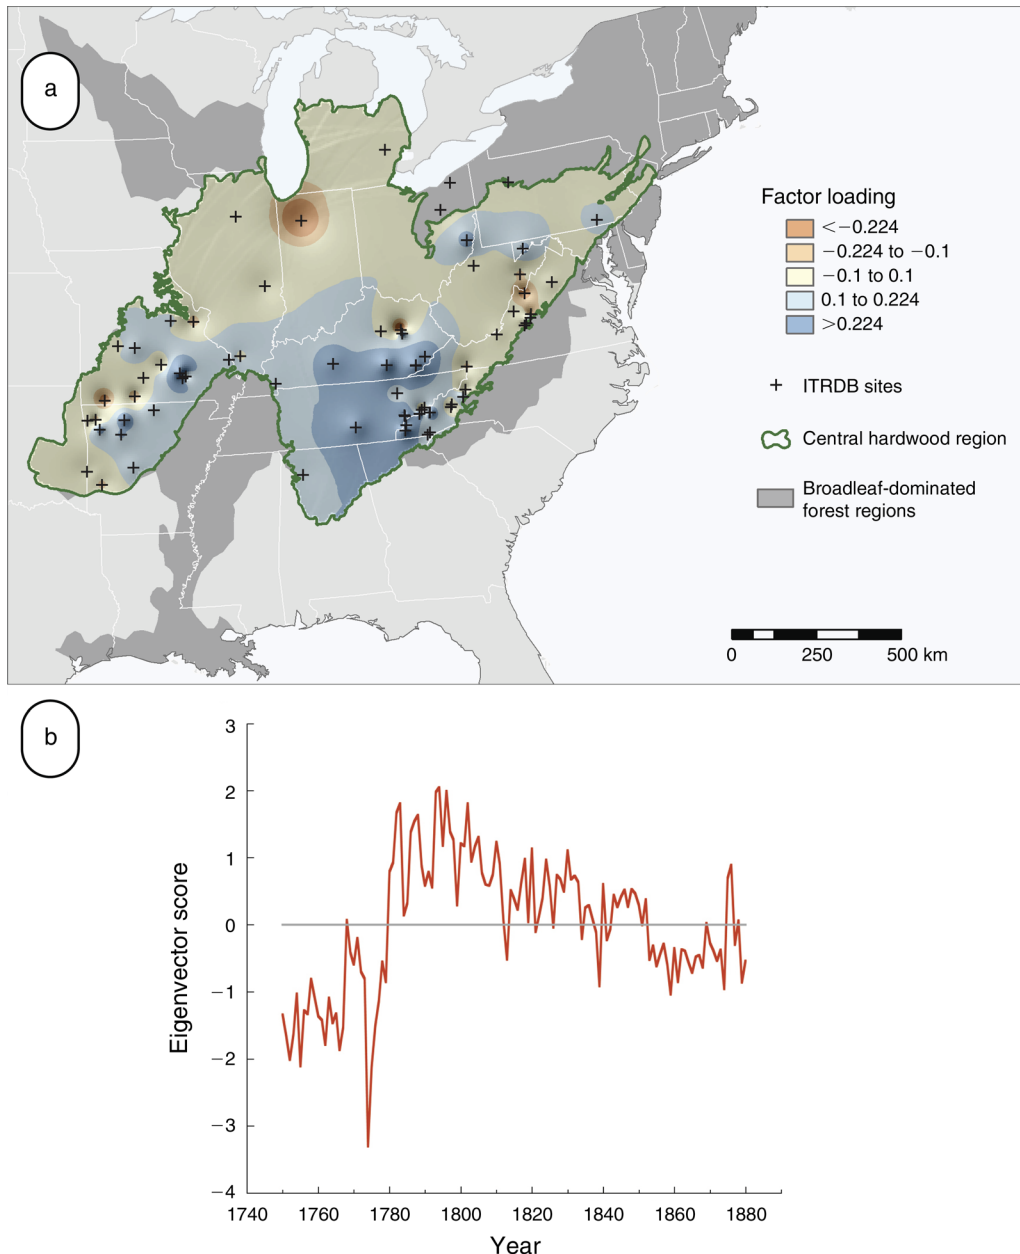 a
Factor loading
<−0.224
−0.224 to −0.1
−0.1 to 0.1
0.1 to 0.224
>0.224
ITRDB sites
Central hardwood region
Broadleaf-dominated
forest regions
0 250 500 km
b
3
2
1
0
−1
−2
−3
−4
Eigenvector score
1740 1760 1780 1800 1820 1840 1860 1880
Year